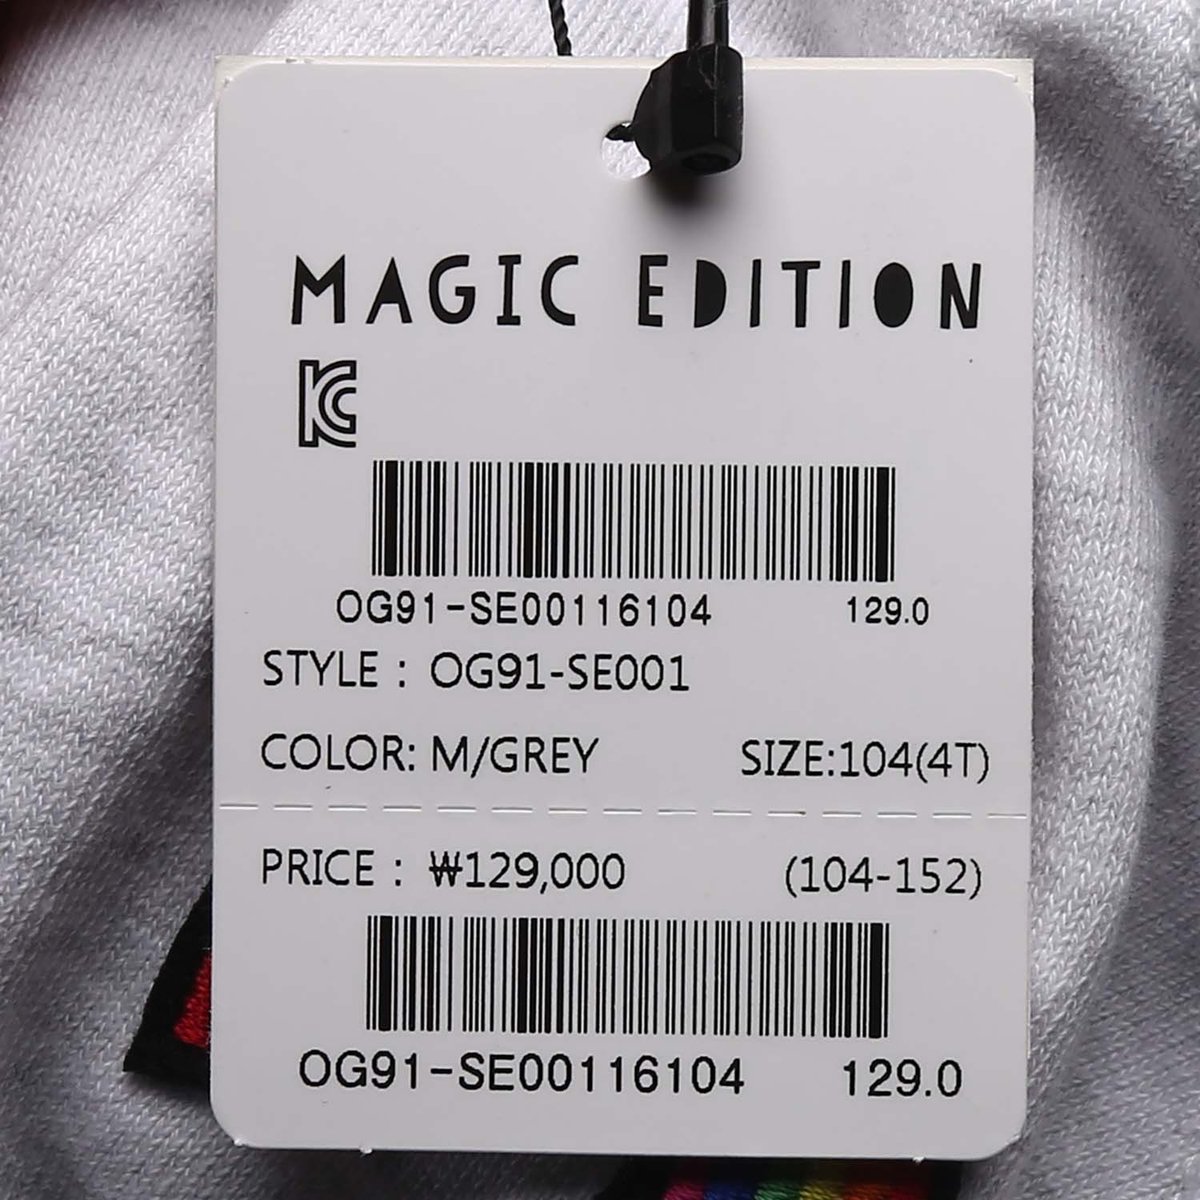 MAGIC EDITION
KC
OG91-SE00116104 129.0
STYLE : OG91-SE001
COLOR: M/GREY SIZE:104(4T)
PRICE : ₩129,000 (104-152)
OG91-SE00116104 129.0